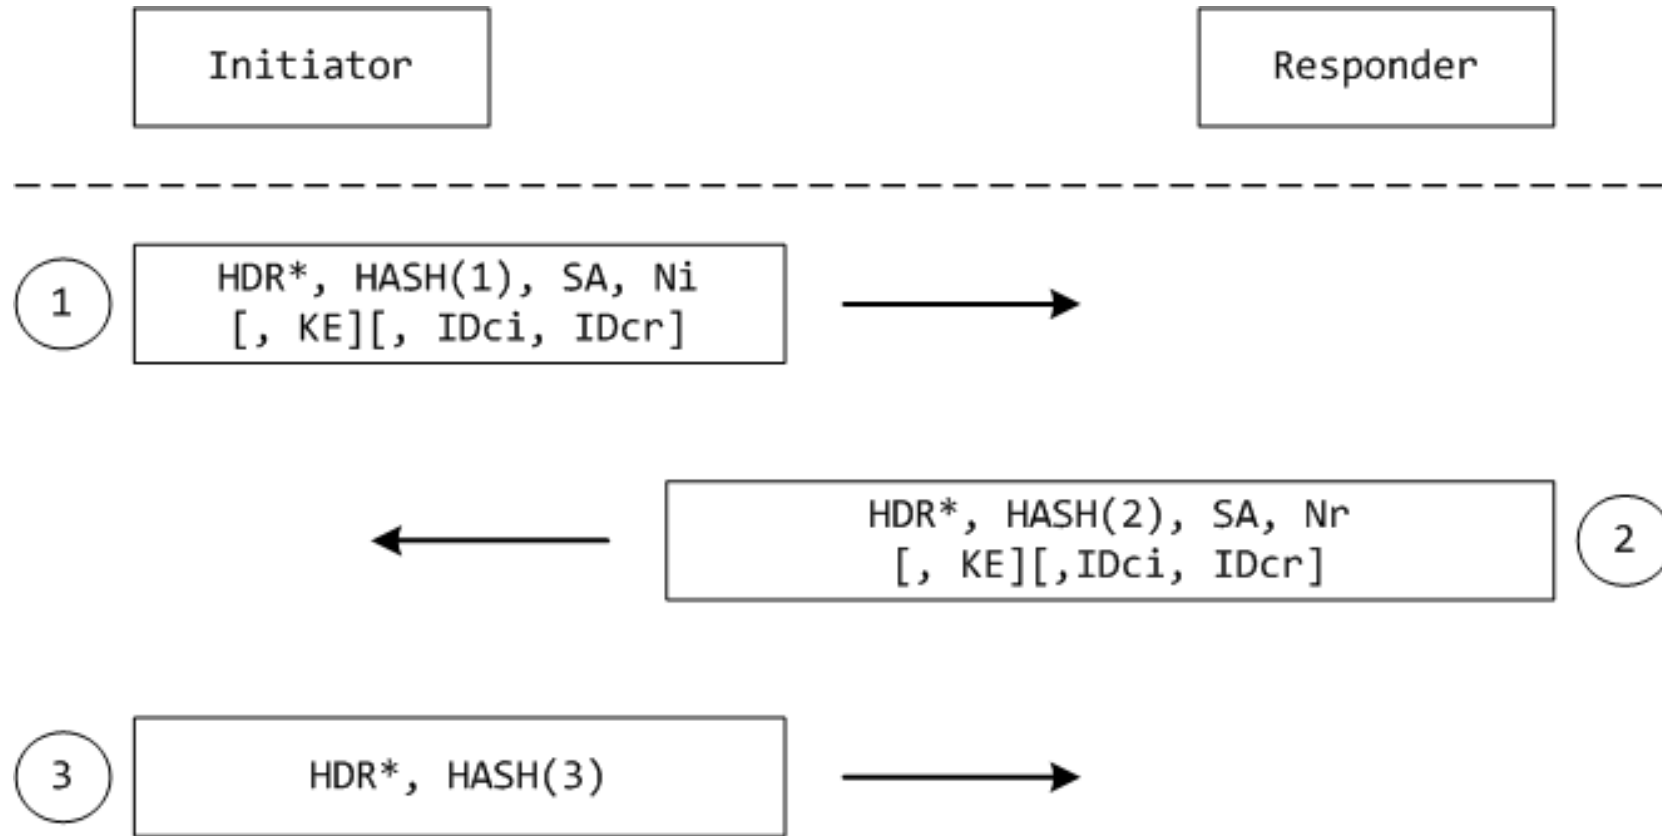 Initiator
Responder
1
HDR*, HASH(1), SA, Ni
[, KE][, IDci, IDcr]
HDR*, HASH(2), SA, Nr
[, KE][,IDci, IDcr]
2
3
HDR*, HASH(3)